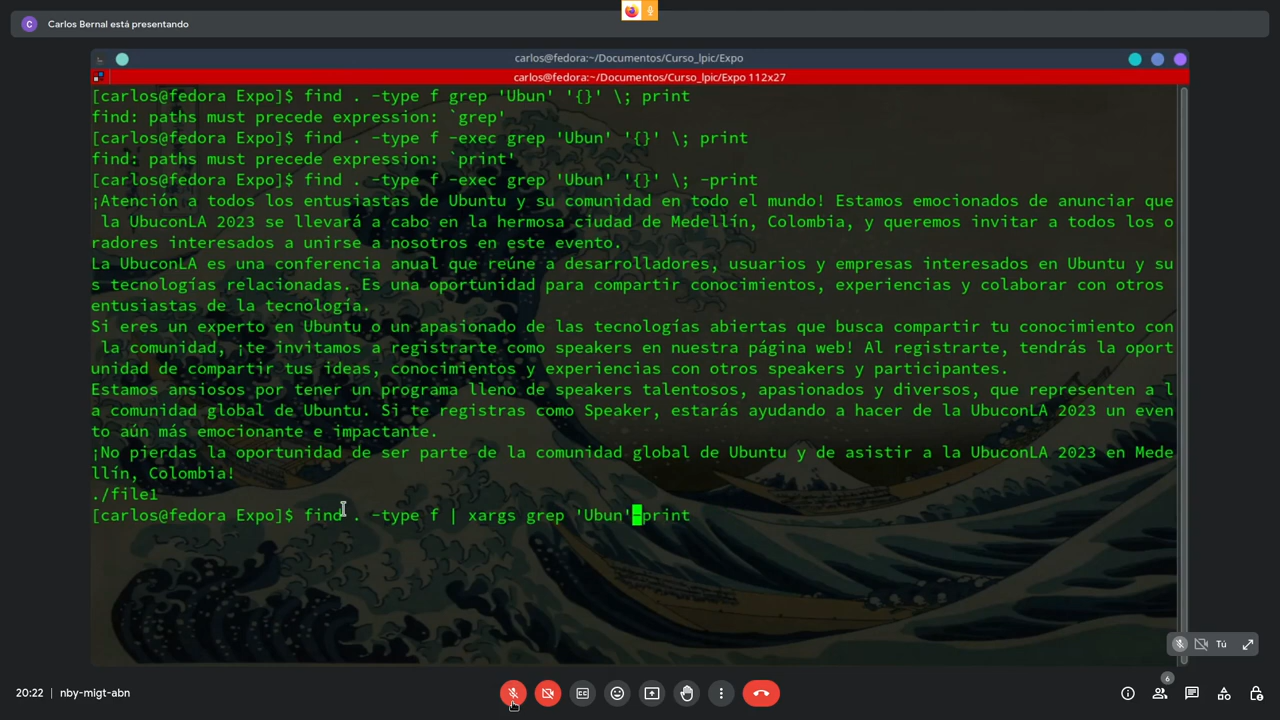 C Carlos Bernal está presentando
carlos@fedora:~/Documentos/Curso_lpic/Expo
carlos@fedora:~/Documentos/Curso_lpic/Expo 112x27
[carlos@fedora Expo]$ find . -type f grep 'Ubun' '{}' \; print
find: paths must precede expression: `grep'
[carlos@fedora Expo]$ find . -type f -exec grep 'Ubun' '{}' \; print
find: paths must precede expression: `print'
[carlos@fedora Expo]$ find . -type f -exec grep 'Ubun' '{}' \; -print
¡Atención a todos los entusiastas de Ubuntu y su comunidad en todo el mundo! Estamos emocionados de anunciar que
 la UbuconLA 2023 se llevará a cabo en la hermosa ciudad de Medellín, Colombia, y queremos invitar a todos los o
radores interesados a unirse a nosotros en este evento.
La UbuconLA es una conferencia anual que reúne a desarrolladores, usuarios y empresas interesados en Ubuntu y su
s tecnologías relacionadas. Es una oportunidad para compartir conocimientos, experiencias y colaborar con otros
entusiastas de la tecnología.
Si eres un experto en Ubuntu o un apasionado de las tecnologías abiertas que busca compartir tu conocimiento con
 la comunidad, ¡te invitamos a registrarte como speakers en nuestra página web! Al registrarte, tendrás la oport
unidad de compartir tus ideas, conocimientos y experiencias con otros speakers y participantes.
Estamos ansiosos por tener un programa lleno de speakers talentosos, apasionados y diversos, que representen a l
a comunidad global de Ubuntu. Si te registras como Speaker, estarás ayudando a hacer de la UbuconLA 2023 un even
to aún más emocionante e impactante.
¡No pierdas la oportunidad de ser parte de la comunidad global de Ubuntu y de asistir a la UbuconLA 2023 en Mede
llín, Colombia!
./file1
[carlos@fedora Expo]$ find . -type f | xargs grep 'Ubun'-print
Tú
20:22 | nby-migt-abn
6